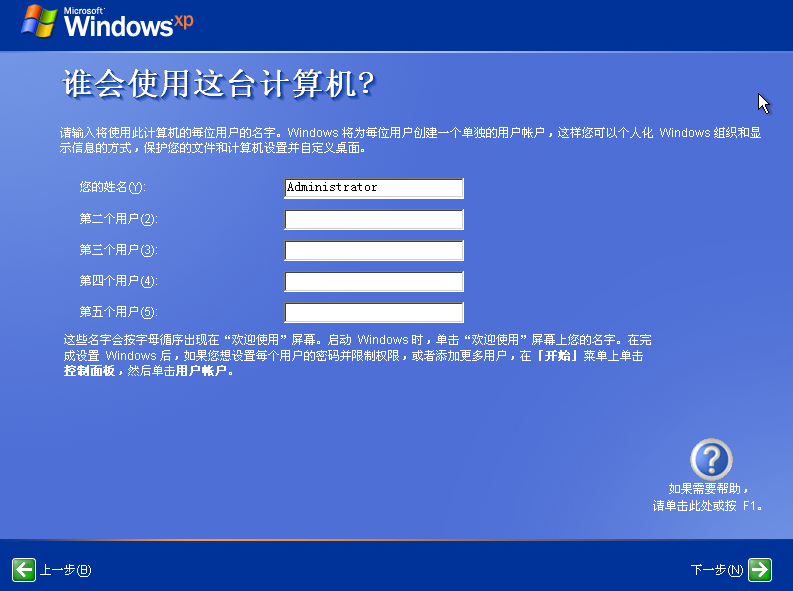 Microsoft
Windows xp
谁会使用这台计算机?
请输入将使用此计算机的每位用户的名字。Windows 将为每位用户创建一个单独的用户帐户，这样您可以个人化 Windows 组织和显
示信息的方式，保护您的文件和计算机设置并自定义桌面。
您的姓名(Y):
Administrator
第二个用户(2):
第三个用户(3):
第四个用户(4):
第五个用户(5):
这些名字会按字母循序出现在“欢迎使用”屏幕。启动 Windows 时，单击“欢迎使用”屏幕上您的名字。在完
成设置 Windows 后，如果您想设置每个用户的密码并限制权限，或者添加更多用户，在「开始」菜单上单击
控制面板，然后单击用户帐户。
如果需要帮助，
请单击此处或按 F1。
上一步(B)
下一步(N)